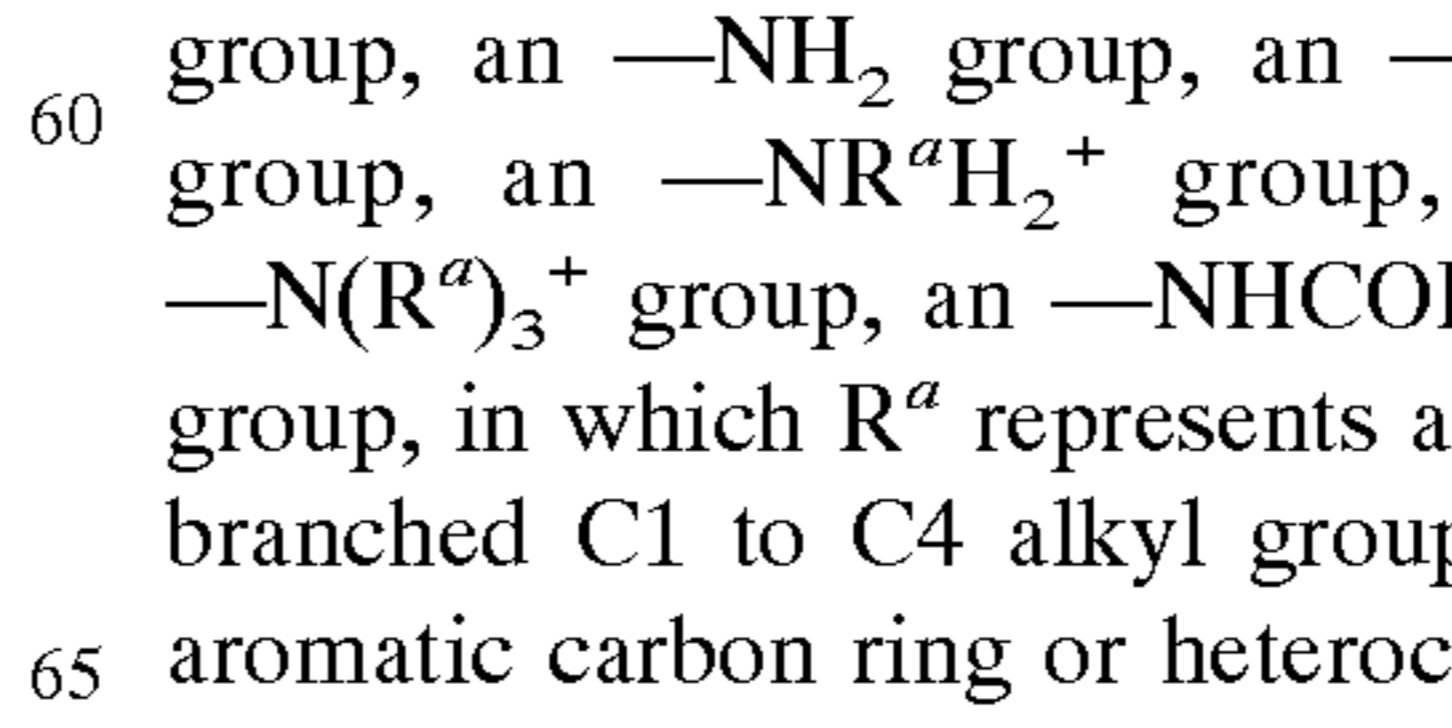 group, an —NH₂ group, an —
60
group, an —NRᵃH₂⁺ group,
—N(Rᵃ)₃⁺ group, an —NHCO
group, in which Rᵃ represents a
branched C1 to C4 alkyl group
65 aromatic carbon ring or heteroc